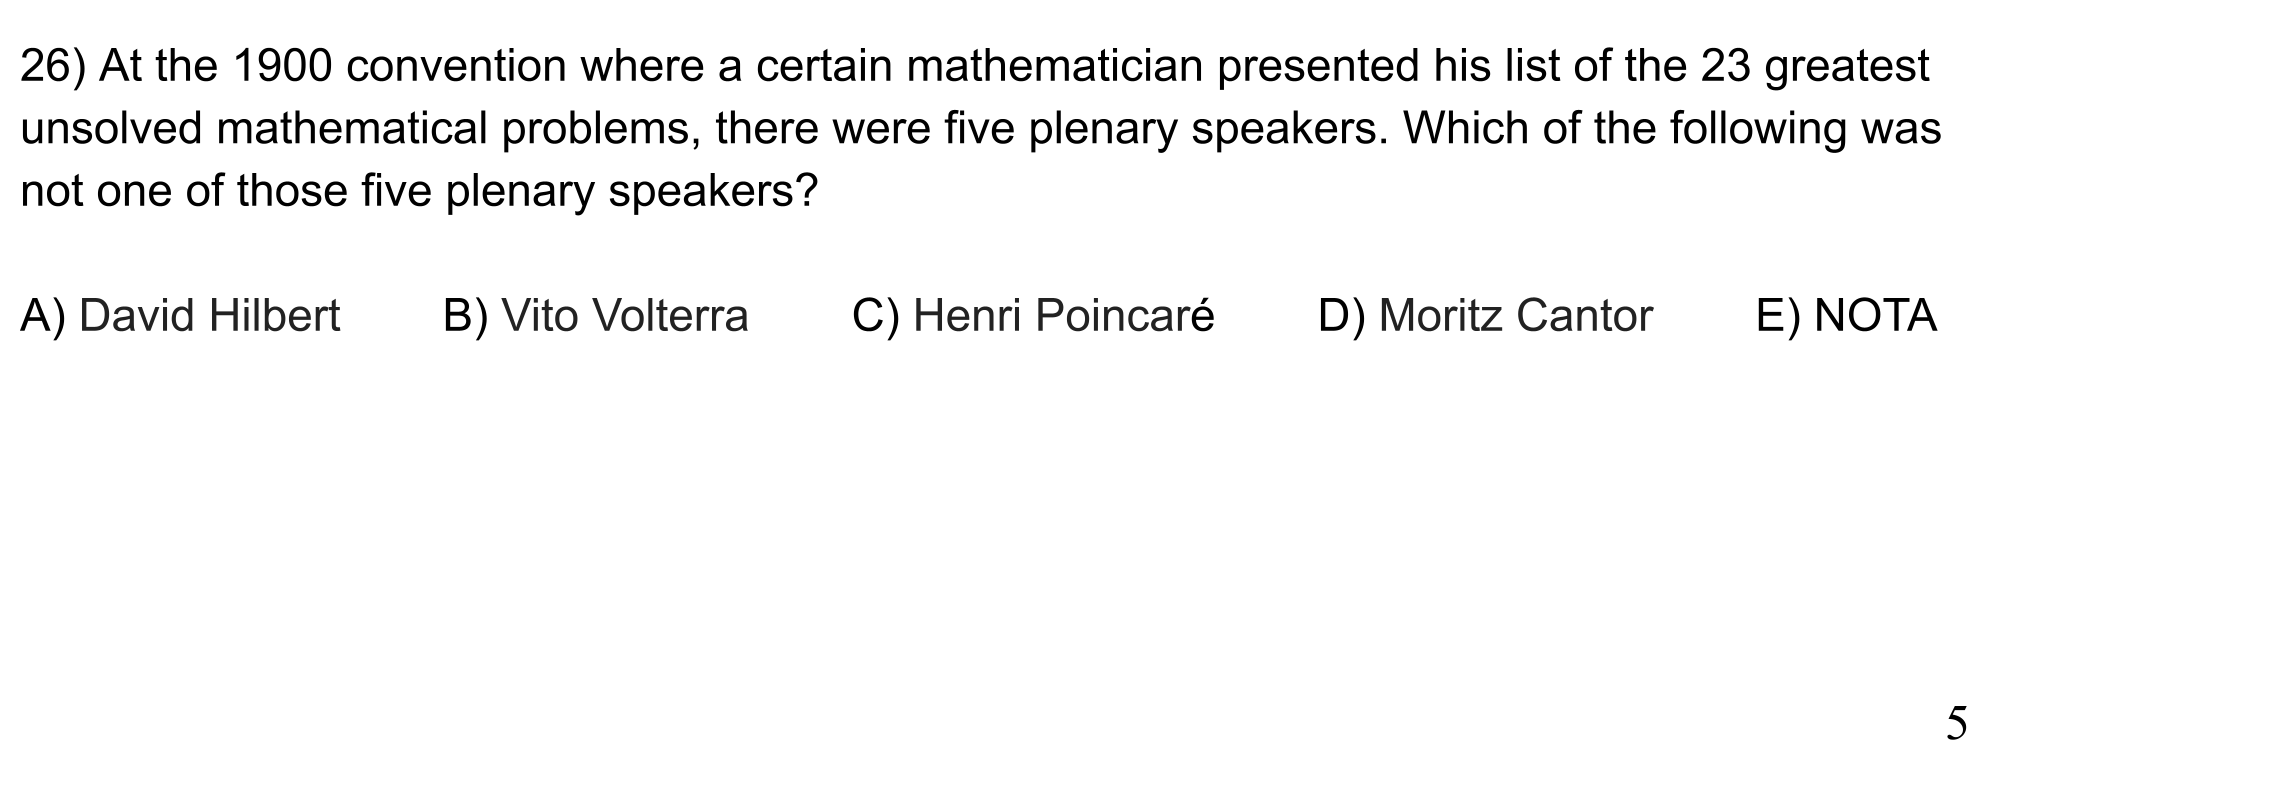 26) At the 1900 convention where a certain mathematician presented his list of the 23 greatest
unsolved mathematical problems, there were five plenary speakers. Which of the following was
not one of those five plenary speakers?
A) David Hilbert B) Vito Volterra C) Henri Poincaré D) Moritz Cantor E) NOTA
5